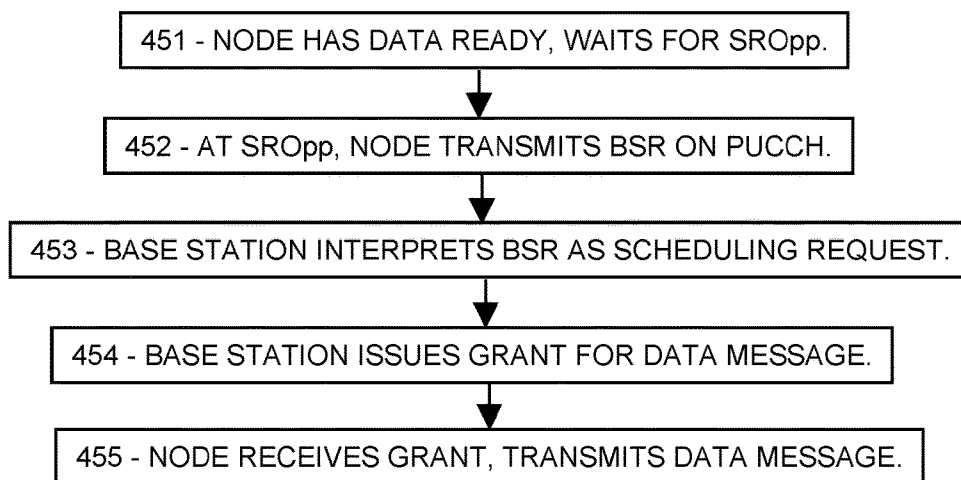 451 - NODE HAS DATA READY, WAITS FOR SROpp.
452 - AT SROpp, NODE TRANSMITS BSR ON PUCCH.
453 - BASE STATION INTERPRETS BSR AS SCHEDULING REQUEST.
454 - BASE STATION ISSUES GRANT FOR DATA MESSAGE.
455 - NODE RECEIVES GRANT, TRANSMITS DATA MESSAGE.